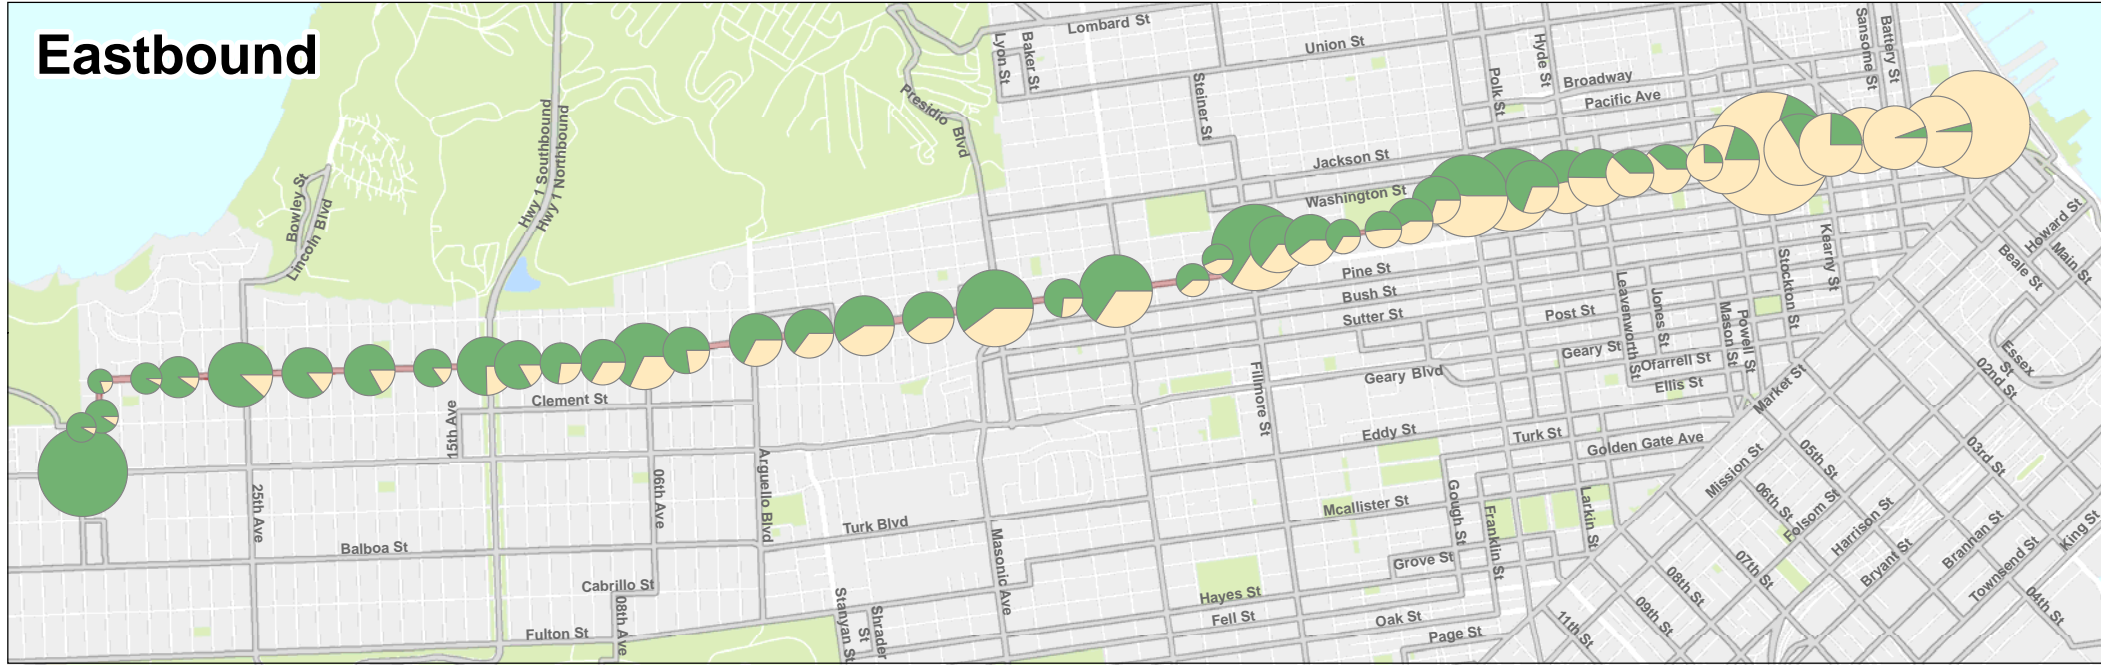 Eastbound
Lombard St
Union St
Lyon St
Baker St
Steiner St
Polk St
Hyde St
Broadway
Pacific Ave
Sansome St
Battery St
Presidio Blvd
Hwy 1 Southbound
Hwy 1 Northbound
Bowley St
Lincoln Blvd
Jackson St
Washington St
Howard St
Main St
Beale St
Kearny St
Stockton St
Pine St
Bush St
Sutter St
Post St
Leavenworth St
Jones St
Mason St
Powell St
Geary St
Ofarrell St
Ellis St
Geary Blvd
Fillmore St
Market St
Essex
St
02nd St
Clement St
15th Ave
25th Ave
06th Ave
Arguello Blvd
Eddy St
Turk St
Golden Gate Ave
Mission St
05th St
03rd St
06th St
Folsom St
Harrison St
Bryant St
Brannan St
Townsend St
King St
04th St
07th St
08th St
09th St
11th St
Mcallister St
Gough St
Franklin St
Larkin St
Turk Blvd
Balboa St
Masonic Ave
Grove St
Cabrillo St
08th Ave
Fulton St
Stanyan St
Shrader
St
Hayes St
Fell St
Oak St
Page St